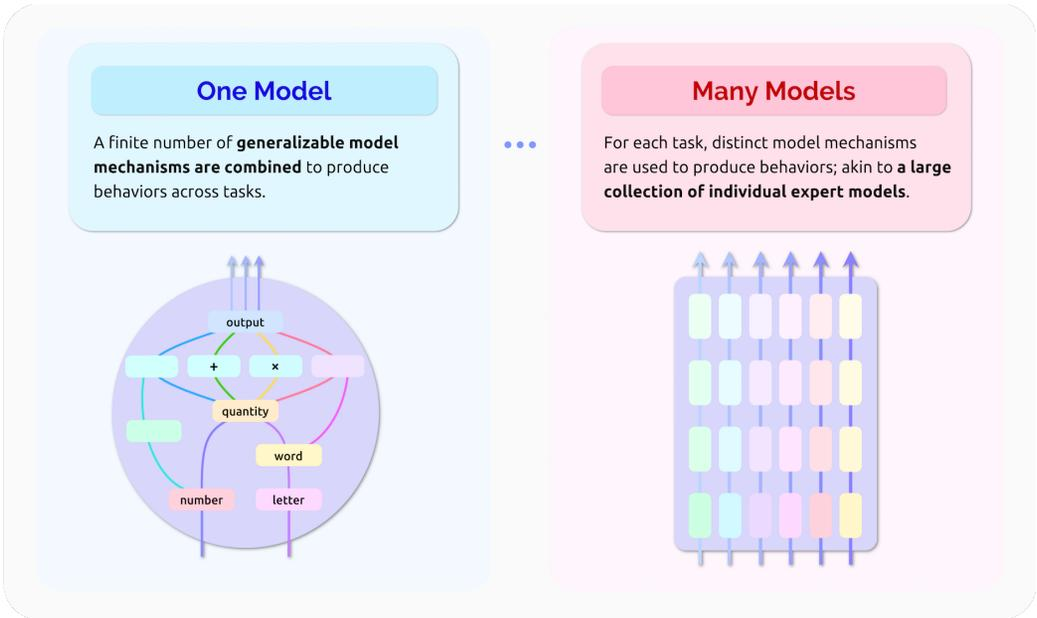 One Model
A finite number of generalizable model
mechanisms are combined to produce
behaviors across tasks.
Many Models
For each task, distinct model mechanisms
are used to produce behaviors; akin to a large
collection of individual expert models.
output
+
×
quantity
word
number
letter